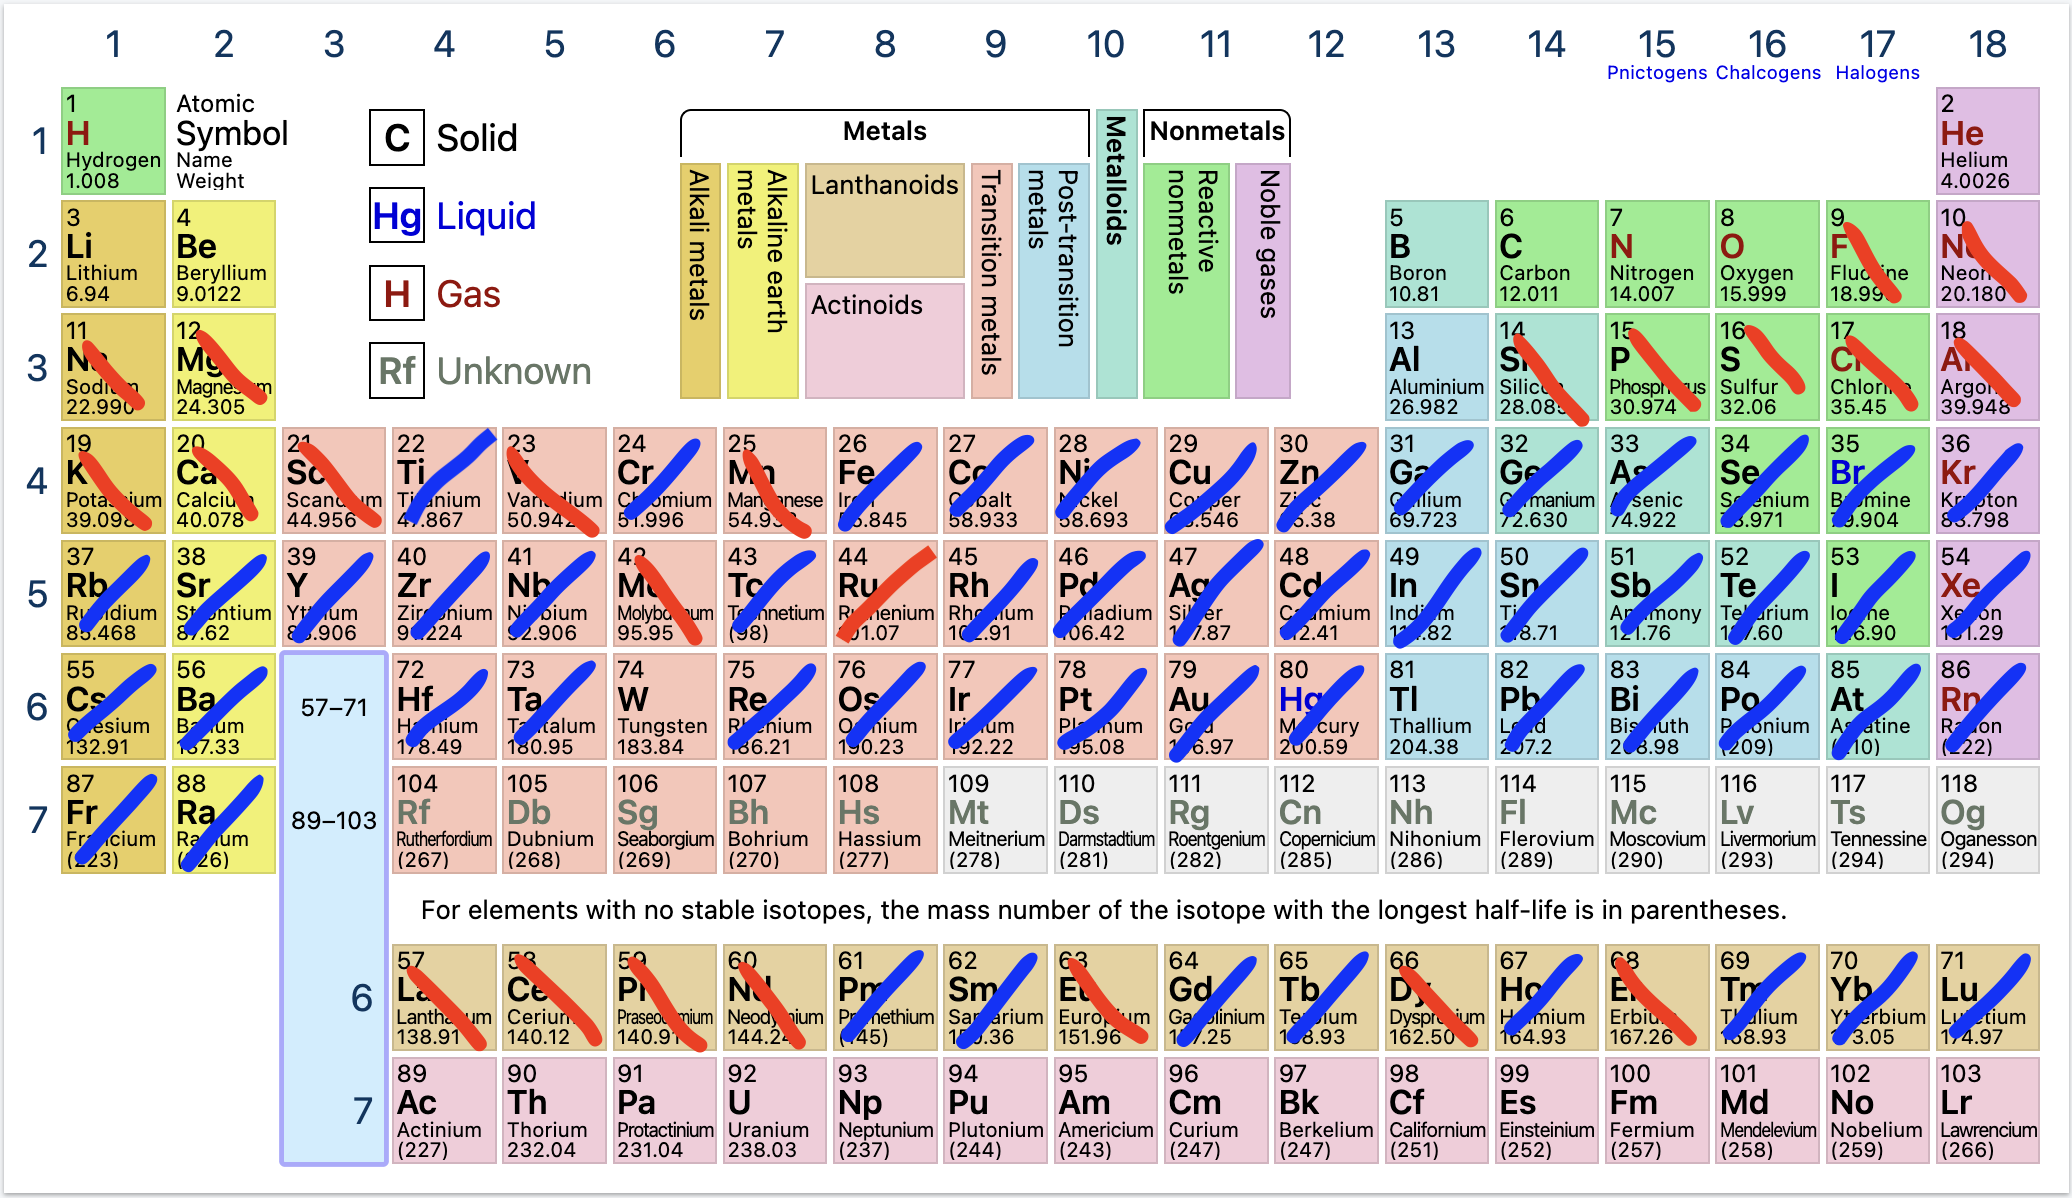 1 2 3 4 5 6 7 8 9 10 11 12 13 14 15 16 17 18
Pnictogens Chalcogens Halogens
1
1 H Hydrogen 1.008
Atomic
Symbol
Name
Weight
C Solid
Hg Liquid
H Gas
Rf Unknown
Metals
Metalloids
Nonmetals
Alkali metals
Alkaline earth metals
Lanthanoids
Actinoids
Transition metals
Post-transition metals
Reactive nonmetals
Noble gases
2 He Helium 4.0026
2
3 Li Lithium 6.94
4 Be Beryllium 9.0122
5 B Boron 10.81
6 C Carbon 12.011
7 N Nitrogen 14.007
8 O Oxygen 15.999
9 F Fluorine 18.99
10 Ne Neon 20.180
3
11 Na Sodium 22.990
12 Mg Magnesium 24.305
13 Al Aluminium 26.982
14 Si Silicon 28.085
15 P Phosphorus 30.974
16 S Sulfur 32.06
17 Cl Chlorine 35.45
18 Ar Argon 39.948
4
19 K Potassium 39.098
20 Ca Calcium 40.078
21 Sc Scandium 44.956
22 Ti Titanium 47.867
23 V Vanadium 50.942
24 Cr Chromium 51.996
25 Mn Manganese 54.938
26 Fe Iron 55.845
27 Co Cobalt 58.933
28 Ni Nickel 58.693
29 Cu Copper 63.546
30 Zn Zinc 65.38
31 Ga Gallium 69.723
32 Ge Germanium 72.630
33 As Arsenic 74.922
34 Se Selenium 78.971
35 Br Bromine 79.904
36 Kr Krypton 83.798
5
37 Rb Rubidium 85.468
38 Sr Strontium 87.62
39 Y Yttrium 88.906
40 Zr Zirconium 91.224
41 Nb Niobium 92.906
42 Mo Molybdenum 95.95
43 Tc Technetium (98)
44 Ru Ruthenium 101.07
45 Rh Rhodium 102.91
46 Pd Palladium 106.42
47 Ag Silver 107.87
48 Cd Cadmium 112.41
49 In Indium 114.82
50 Sn Tin 118.71
51 Sb Antimony 121.76
52 Te Tellurium 127.60
53 I Iodine 126.90
54 Xe Xenon 131.29
6
55 Cs Caesium 132.91
56 Ba Barium 137.33
57–71
72 Hf Hafnium 178.49
73 Ta Tantalum 180.95
74 W Tungsten 183.84
75 Re Rhenium 186.21
76 Os Osmium 190.23
77 Ir Iridium 192.22
78 Pt Platinum 195.08
79 Au Gold 196.97
80 Hg Mercury 200.59
81 Tl Thallium 204.38
82 Pb Lead 207.2
83 Bi Bismuth 208.98
84 Po Polonium (209)
85 At Astatine (210)
86 Rn Radon (222)
7
87 Fr Francium (223)
88 Ra Radium (226)
89–103
104 Rf Rutherfordium (267)
105 Db Dubnium (268)
106 Sg Seaborgium (269)
107 Bh Bohrium (270)
108 Hs Hassium (277)
109 Mt Meitnerium (278)
110 Ds Darmstadtium (281)
111 Rg Roentgenium (282)
112 Cn Copernicium (285)
113 Nh Nihonium (286)
114 Fl Flerovium (289)
115 Mc Moscovium (290)
116 Lv Livermorium (293)
117 Ts Tennessine (294)
118 Og Oganesson (294)
For elements with no stable isotopes, the mass number of the isotope with the longest half-life is in parentheses.
6
57 La Lanthanum 138.91
58 Ce Cerium 140.12
59 Pr Praseodymium 140.91
60 Nd Neodymium 144.24
61 Pm Promethium (145)
62 Sm Samarium 150.36
63 Eu Europium 151.96
64 Gd Gadolinium 157.25
65 Tb Terbium 158.93
66 Dy Dysprosium 162.50
67 Ho Holmium 164.93
68 Er Erbium 167.26
69 Tm Thulium 168.93
70 Yb Ytterbium 173.05
71 Lu Lutetium 174.97
7
89 Ac Actinium (227)
90 Th Thorium 232.04
91 Pa Protactinium 231.04
92 U Uranium 238.03
93 Np Neptunium (237)
94 Pu Plutonium (244)
95 Am Americium (243)
96 Cm Curium (247)
97 Bk Berkelium (247)
98 Cf Californium (251)
99 Es Einsteinium (252)
100 Fm Fermium (257)
101 Md Mendelevium (258)
102 No Nobelium (259)
103 Lr Lawrencium (266)